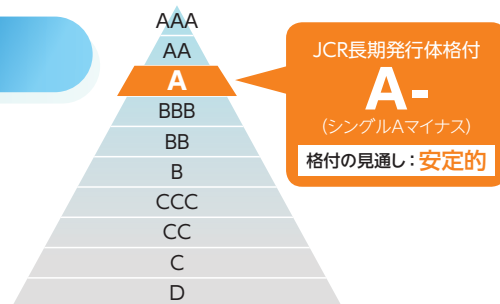 AAA
AA
A
BBB
BB
B
CCC
CC
C
D
JCR長期発行体格付
A-
(シングルAマイナス)
格付の見通し：安定的